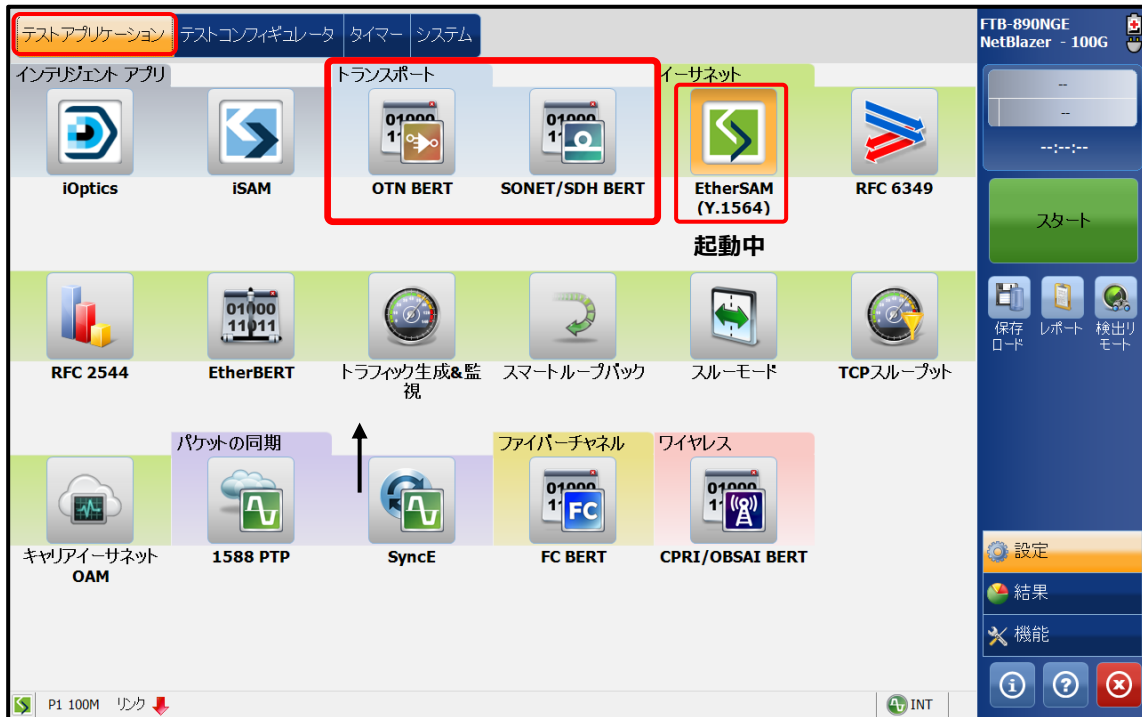 テストアプリケーション テストコンフィギュレータ タイマー システム
FTB-890NGE
NetBlazer - 100G
インテリジェント アプリ トランスポート イーサネット
iOptics iSAM OTN BERT SONET/SDH BERT EtherSAM (Y.1564) RFC 6349
起動中
RFC 2544 EtherBERT トラフィック生成&監視 スマートループバック スルーモード TCPスループット
パケットの同期 ファイバーチャネル ワイヤレス
キャリアイーサネット OAM 1588 PTP SyncE FC BERT CPRI/OBSAI BERT
--
--
--:--:--
スタート
保存 ロード レポート 検出リモート
設定
結果
機能
P1 100M リンク INT